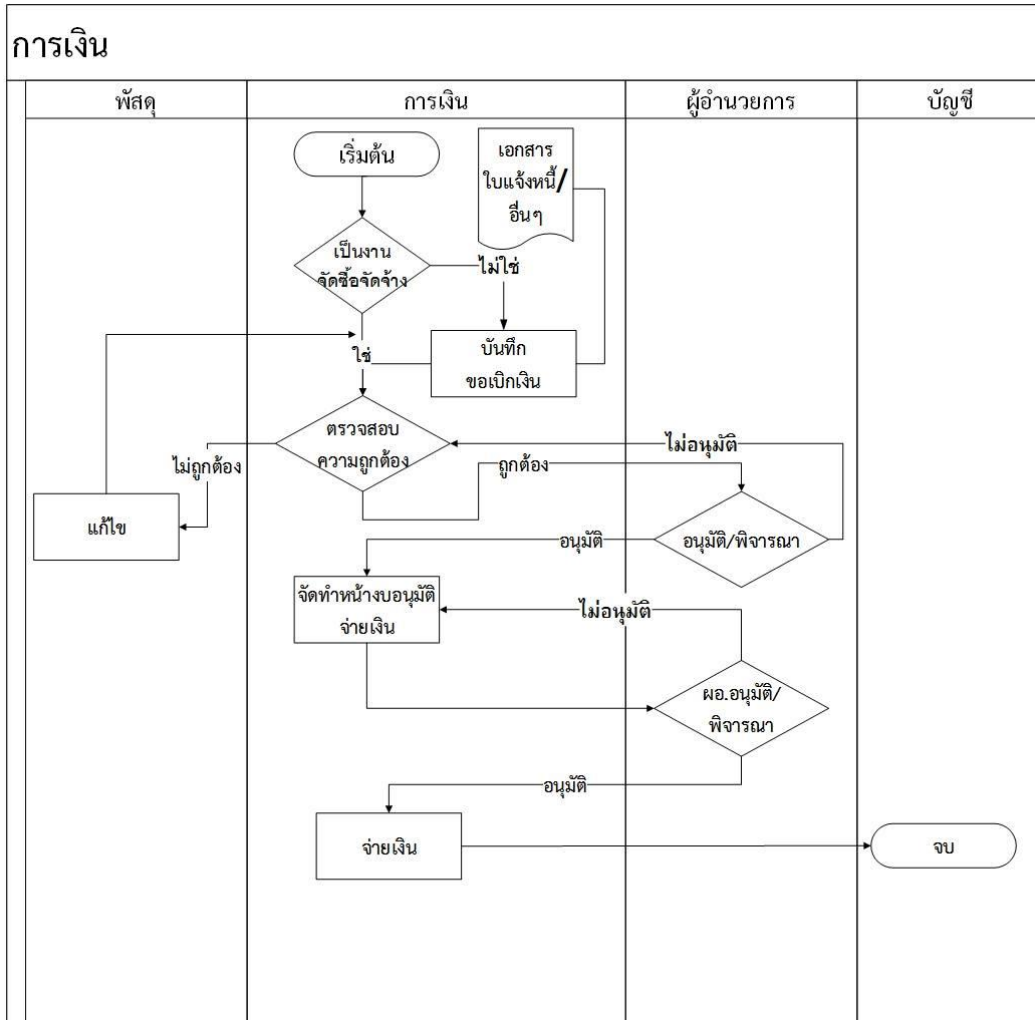 การเงิน
พัสดุ
การเงิน
ผู้อำนวยการ
บัญชี
เริ่มต้น
เอกสาร
ใบแจ้งหนี้/
อื่นๆ
เป็นงาน
จัดซื้อจัดจ้าง
ไม่ใช่
บันทึก
ขอเบิกเงิน
ใช่
ตรวจสอบ
ความถูกต้อง
ไม่อนุมัติ
ไม่ถูกต้อง
ถูกต้อง
แก้ไข
อนุมัติ
อนุมัติ/พิจารณา
จัดทำหน้างบอนุมัติ
จ่ายเงิน
ไม่อนุมัติ
ผอ.อนุมัติ/
พิจารณา
อนุมัติ
จ่ายเงิน
จบ